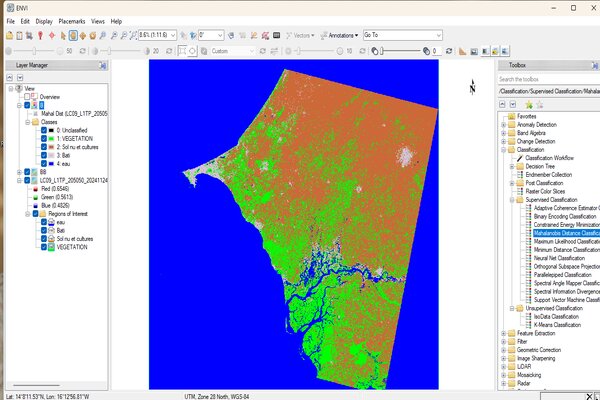 ENVI
File Edit Display Placemarks Views Help
8.6% (1:11.6)
0°
Vectors
Annotations
Go To
50
20
Custom
10
0
Layer Manager
Toolbox
View
Overview
Mahal Dist (LC09_L1TP_20505
Classes
0: Unclassified
1: VEGETATION
2: Sol nu et cultures
3: Bati
4: eau
BB
LC09_L1TP_205050_20241124
Red (0.6546)
Green (0.5613)
Blue (0.4826)
Regions of Interest
eau
Bati
Sol nu et cultures
VEGETATION
N
Search the toolbox
/Classification/Supervised Classification/Mahala
Favorites
Anomaly Detection
Band Algebra
Change Detection
Classification
Classification Workflow
Decision Tree
Endmember Collection
Post Classification
Raster Color Slices
Supervised Classification
Adaptive Coherence Estimator C
Binary Encoding Classification
Constrained Energy Minimization
Mahalanobis Distance Classifica
Maximum Likelihood Classificat
Minimum Distance Classificatio
Neural Net Classification
Orthogonal Subspace Projection
Parallelepiped Classification
Spectral Angle Mapper Classific
Spectral Information Divergence
Support Vector Machine Classif
Unsupervised Classification
IsoData Classification
K-Means Classification
Feature Extraction
Filter
Geometric Correction
Image Sharpening
LiDAR
Mosaicking
Radar
Lat: 14°8'11.53"N, Lon: 16°12'56.81"W
UTM, Zone 28 North, WGS-84